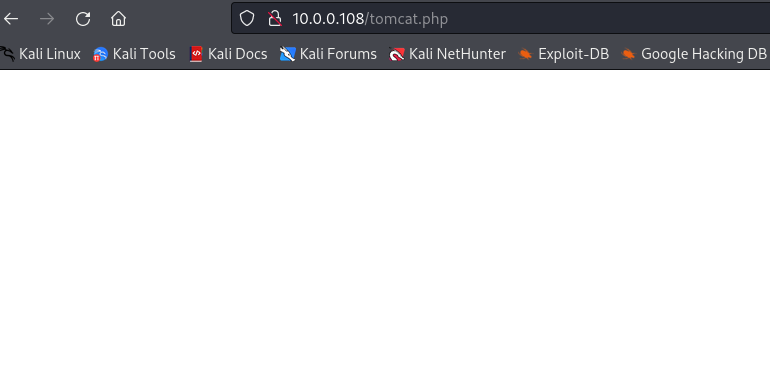 10.0.0.108/tomcat.php
Kali Linux Kali Tools Kali Docs Kali Forums Kali NetHunter Exploit-DB Google Hacking DB